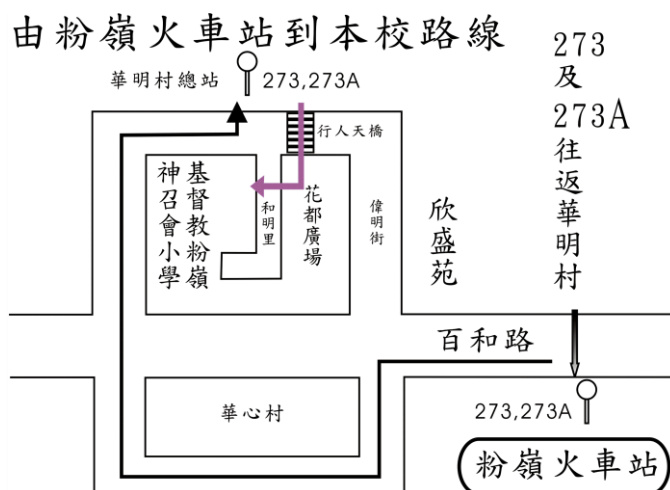 由粉嶺火車站到本校路線
華明村總站
273,273A
行人天橋
基督教粉嶺
神召會小學
和明里
花都廣場
偉明街
欣盛苑
273
及
273A
往返華明村
百和路
華心村
273,273A
粉嶺火車站